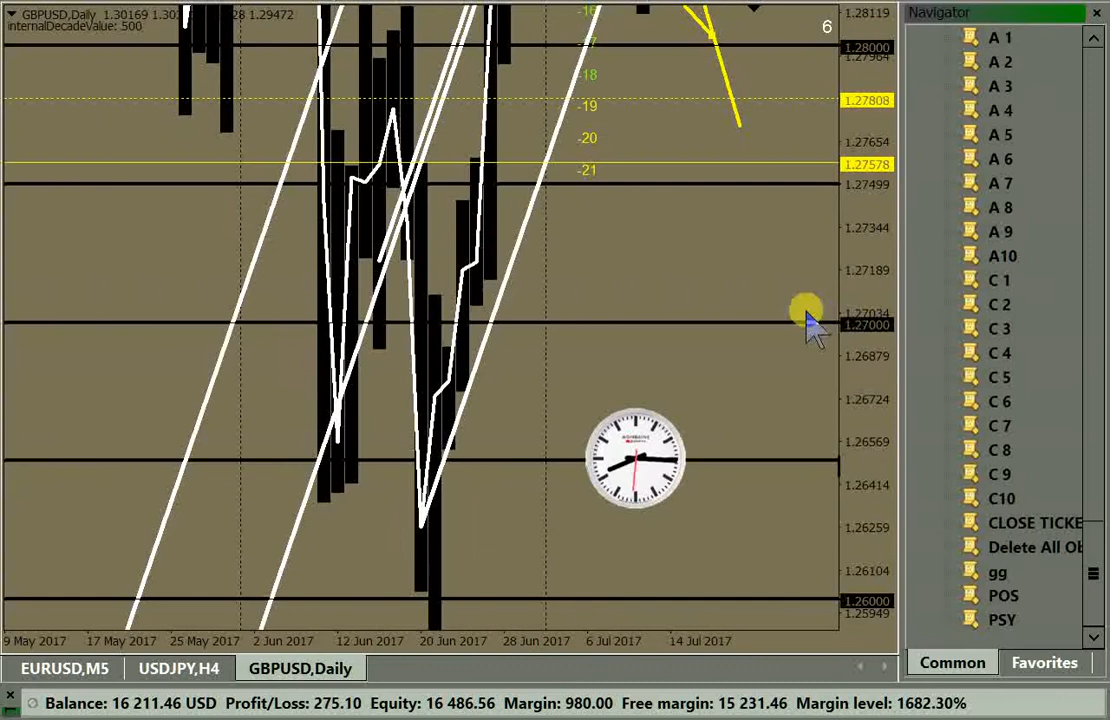 GBPUSD,Daily 1.30169 1.29472
internalDecadeValue: 500
6
-16
-18
-19
-20
-21
1.28119
1.28000
1.27964
1.27808
1.27654
1.27578
1.27499
1.27344
1.27189
1.27034
1.27000
1.26879
1.26724
1.26569
1.26414
1.26259
1.26104
1.26000
1.25949
9 May 2017 17 May 2017 25 May 2017 2 Jun 2017 12 Jun 2017 20 Jun 2017 28 Jun 2017 6 Jul 2017 14 Jul 2017
EURUSD,M5 USDJPY,H4 GBPUSD,Daily
Navigator
A 1
A 2
A 3
A 4
A 5
A 6
A 7
A 8
A 9
A10
C 1
C 2
C 3
C 4
C 5
C 6
C 7
C 8
C 9
C10
CLOSE TICKE
Delete All Ob
gg
POS
PSY
Common Favorites
Balance: 16 211.46 USD Profit/Loss: 275.10 Equity: 16 486.56 Margin: 980.00 Free margin: 15 231.46 Margin level: 1682.30%